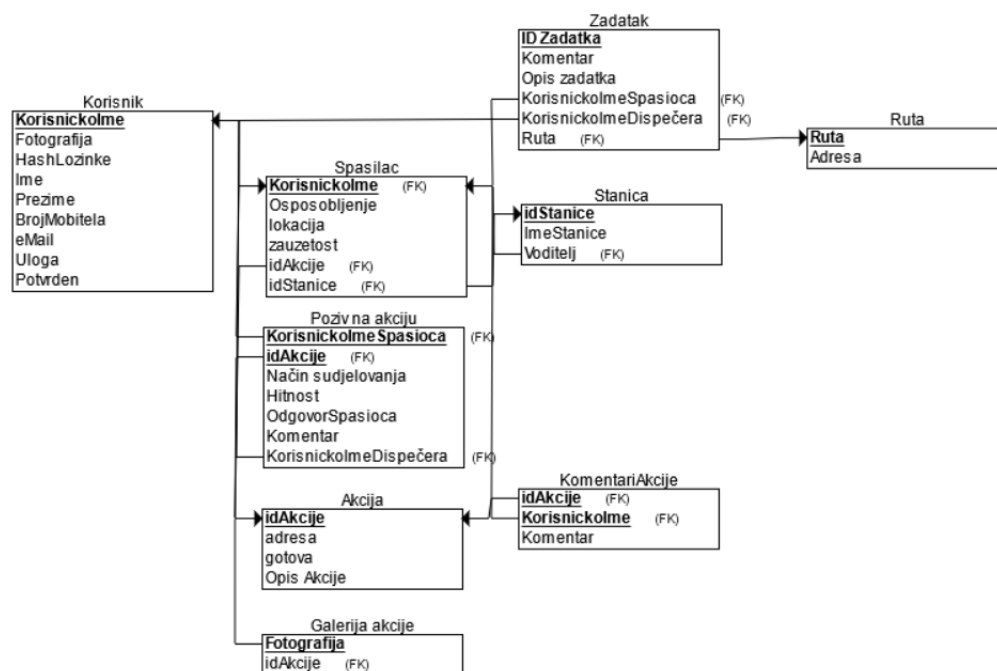 Zadatak
ID Zadatka
Komentar
Opis zadatka
KorisnickoImeSpasioca (FK)
KorisnickoImeDispečera (FK)
Ruta (FK)
Korisnik
KorisnickoIme
Fotografija
HashLozinke
Ime
Prezime
BrojMobitela
eMail
Uloga
Potvrden
Ruta
Ruta
Adresa
Spasilac
KorisnickoIme (FK)
Osposobljenje
lokacija
zauzetost
idAkcije (FK)
idStanice (FK)
Stanica
idStanice
ImeStanice
Voditelj (FK)
Poziv na akciju
KorisnickoImeSpasioca (FK)
idAkcije (FK)
Način sudjelovanja
Hitnost
OdgovorSpasioca
Komentar
KorisnickoImeDispečera (FK)
KomentariAkcije
idAkcije (FK)
KorisnickoIme (FK)
Komentar
Akcija
idAkcije
adresa
gotova
Opis Akcije
Galerija akcije
Fotografija
idAkcije (FK)